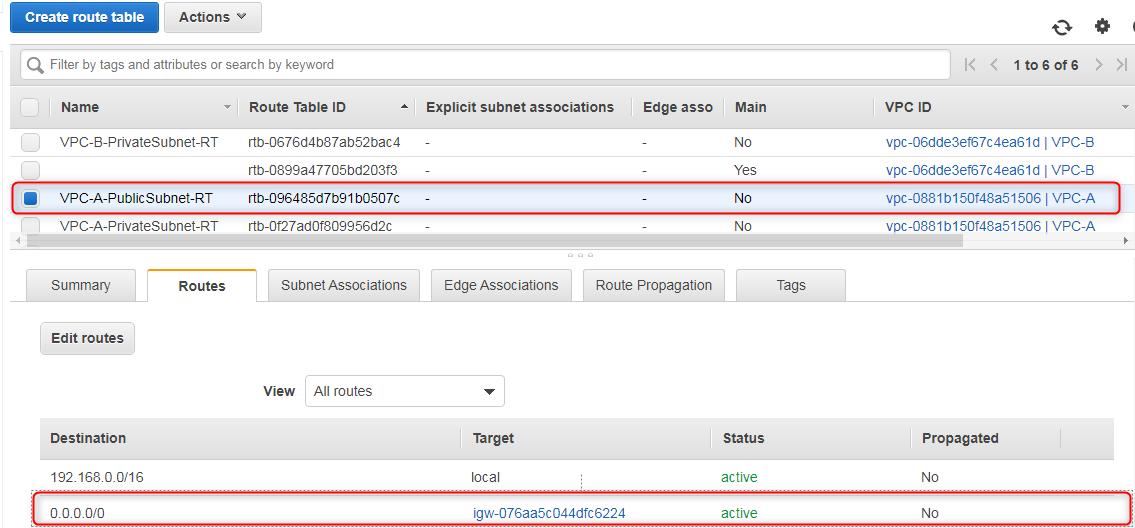 Create route table Actions
Filter by tags and attributes or search by keyword 1 to 6 of 6
Name Route Table ID Explicit subnet associations Edge asso Main VPC ID
VPC-B-PrivateSubnet-RT rtb-0676d4b87ab52bac4 - - No vpc-06dde3ef67c4ea61d | VPC-B
rtb-0899a47705bd203f3 - - Yes vpc-06dde3ef67c4ea61d | VPC-B
VPC-A-PublicSubnet-RT rtb-096485d7b91b0507c - - No vpc-0881b150f48a51506 | VPC-A
VPC-A-PrivateSubnet-RT rtb-0f27ad0f809956d2c - - No vpc-0881b150f48a51506 | VPC-A
Summary Routes Subnet Associations Edge Associations Route Propagation Tags
Edit routes
View All routes
Destination Target Status Propagated
192.168.0.0/16 local active No
0.0.0.0/0 igw-076aa5c044dfc6224 active No